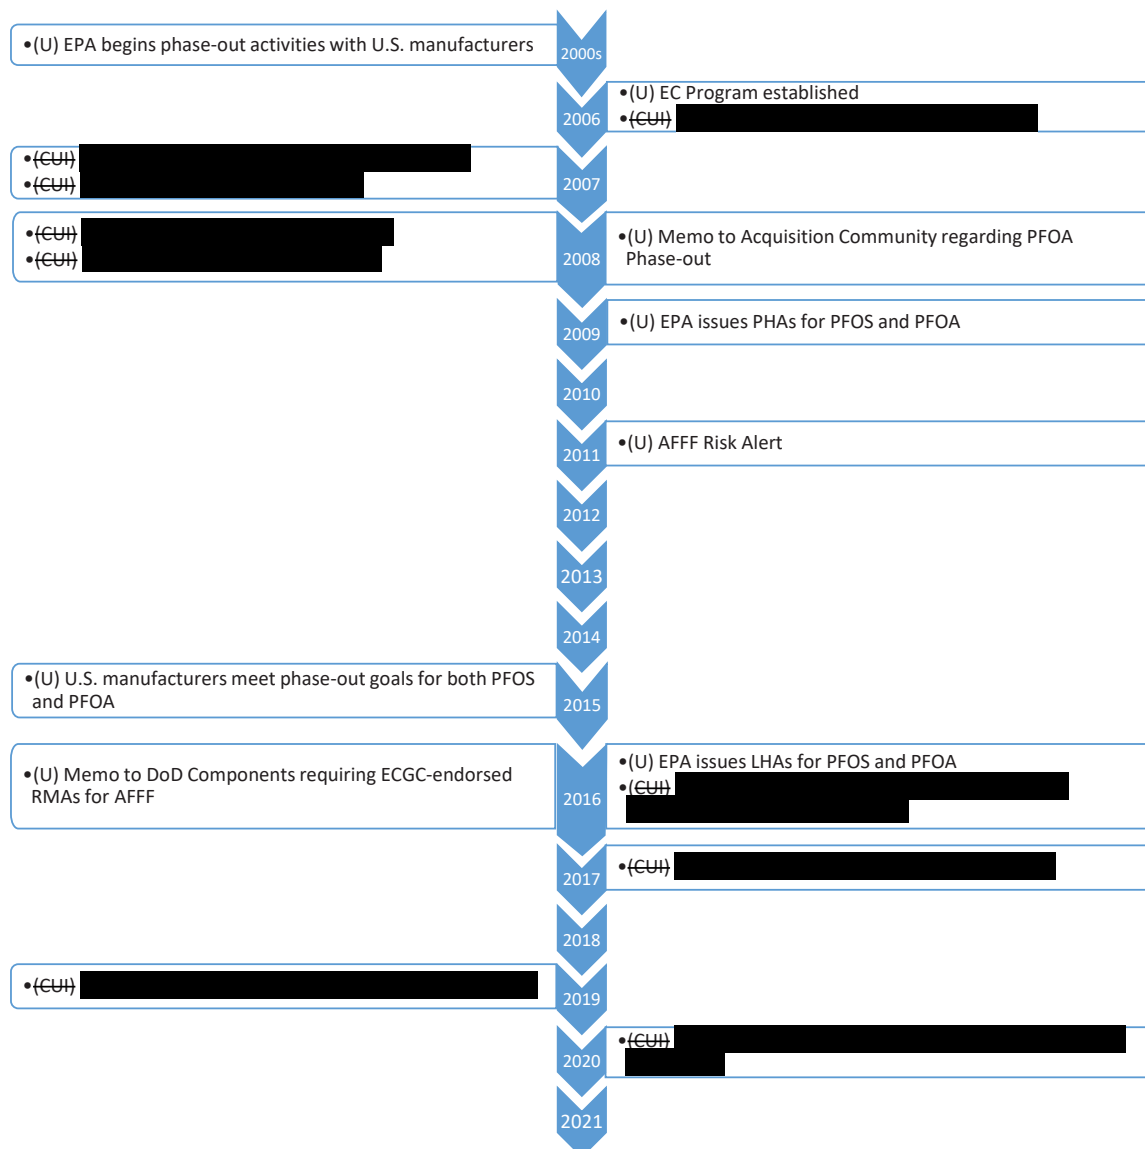 •(U) EPA begins phase-out activities with U.S. manufacturers
2000s
•(U) EC Program established
•(CUI)
2006
•(CUI)
•(CUI)
2007
•(CUI)
•(CUI)
2008
•(U) Memo to Acquisition Community regarding PFOA
Phase-out
•(U) EPA issues PHAs for PFOS and PFOA
2009
2010
•(U) AFFF Risk Alert
2011
2012
2013
2014
•(U) U.S. manufacturers meet phase-out goals for both PFOS
and PFOA
2015
•(U) Memo to DoD Components requiring ECGC-endorsed
RMAs for AFFF
2016
•(U) EPA issues LHAs for PFOS and PFOA
•(CUI)
•(CUI)
2017
2018
•(CUI)
2019
•(CUI)
2020
2021